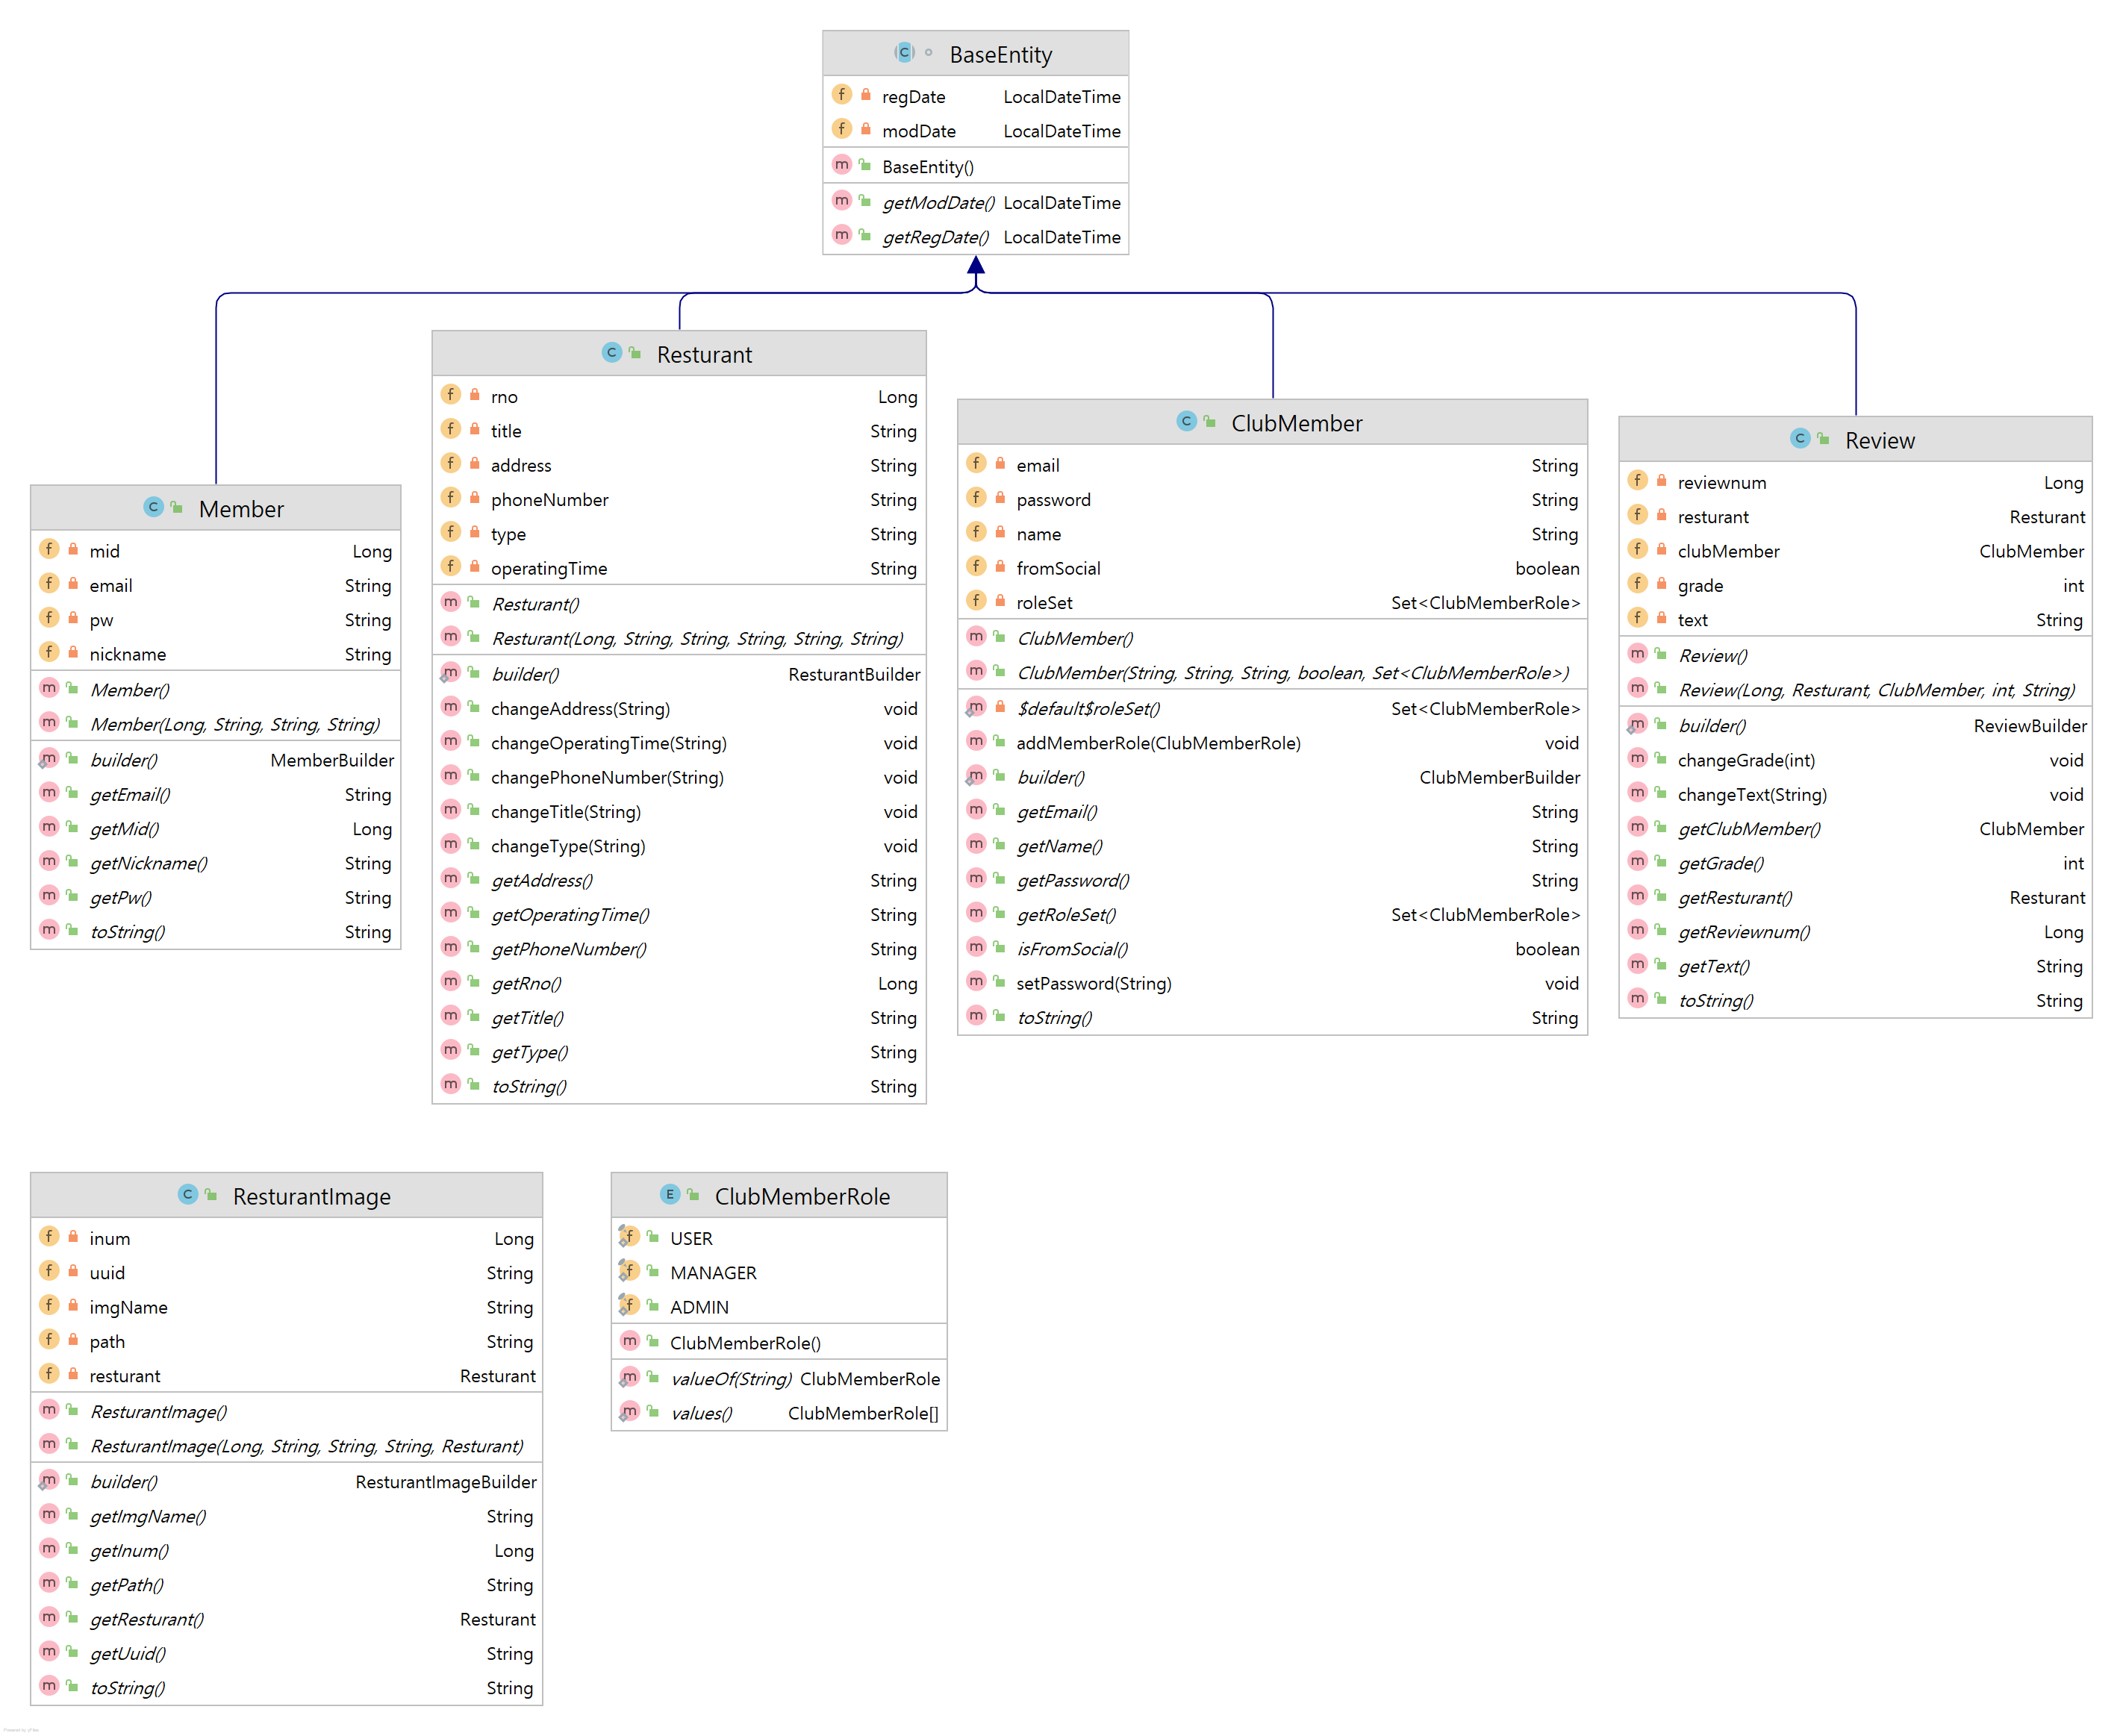 BaseEntity
regDate LocalDateTime
modDate LocalDateTime
BaseEntity()
getModDate() LocalDateTime
getRegDate() LocalDateTime
Member
mid Long
email String
pw String
nickname String
Member()
Member(Long, String, String, String)
builder() MemberBuilder
getEmail() String
getMid() Long
getNickname() String
getPw() String
toString() String
Resturant
rno Long
title String
address String
phoneNumber String
type String
operatingTime String
Resturant()
Resturant(Long, String, String, String, String, String)
builder() ResturantBuilder
changeAddress(String) void
changeOperatingTime(String) void
changePhoneNumber(String) void
changeTitle(String) void
changeType(String) void
getAddress() String
getOperatingTime() String
getPhoneNumber() String
getRno() Long
getTitle() String
getType() String
toString() String
ClubMember
email String
password String
name String
fromSocial boolean
roleSet Set<ClubMemberRole>
ClubMember()
ClubMember(String, String, String, boolean, Set<ClubMemberRole>)
$default$roleSet() Set<ClubMemberRole>
addMemberRole(ClubMemberRole) void
builder() ClubMemberBuilder
getEmail() String
getName() String
getPassword() String
getRoleSet() Set<ClubMemberRole>
isFromSocial() boolean
setPassword(String) void
toString() String
Review
reviewnum Long
resturant Resturant
clubMember ClubMember
grade int
text String
Review()
Review(Long, Resturant, ClubMember, int, String)
builder() ReviewBuilder
changeGrade(int) void
changeText(String) void
getClubMember() ClubMember
getGrade() int
getResturant() Resturant
getReviewnum() Long
getText() String
toString() String
ResturantImage
inum Long
uuid String
imgName String
path String
resturant Resturant
ResturantImage()
ResturantImage(Long, String, String, String, Resturant)
builder() ResturantImageBuilder
getImgName() String
getInum() Long
getPath() String
getResturant() Resturant
getUuid() String
toString() String
ClubMemberRole
USER
MANAGER
ADMIN
ClubMemberRole()
valueOf(String) ClubMemberRole
values() ClubMemberRole[]
Powered by yFiles